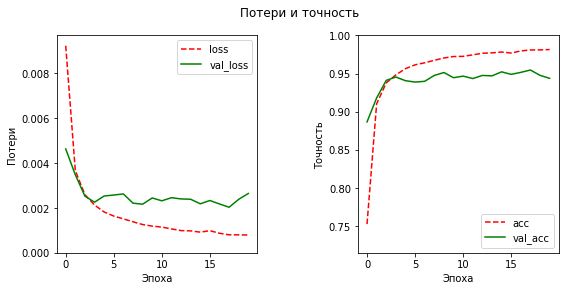 Потери и точность
loss
val_loss
0.008
0.006
0.004
0.002
0.000
0
5
10
15
Потери
Эпоха
1.00
0.95
0.90
0.85
0.80
0.75
0
5
10
15
Точность
Эпоха
acc
val_acc